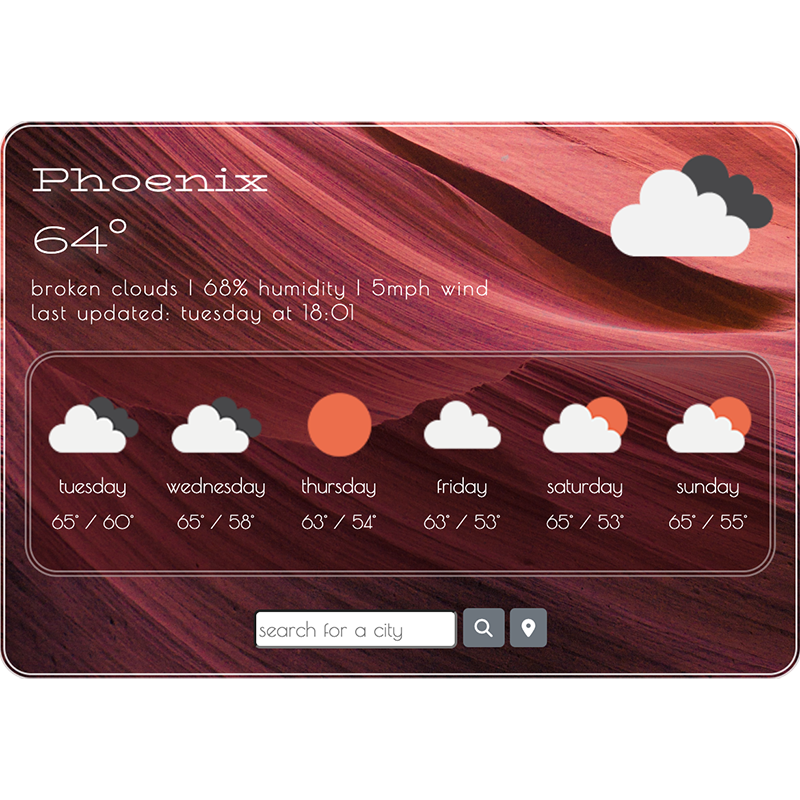 Phoenix
64°
broken clouds | 68% humidity | 5mph wind
last updated: tuesday at 18:01
tuesday wednesday thursday friday saturday sunday
65° / 60° 65° / 58° 63° / 54° 63° / 53° 65° / 53° 65° / 55°
search for a city